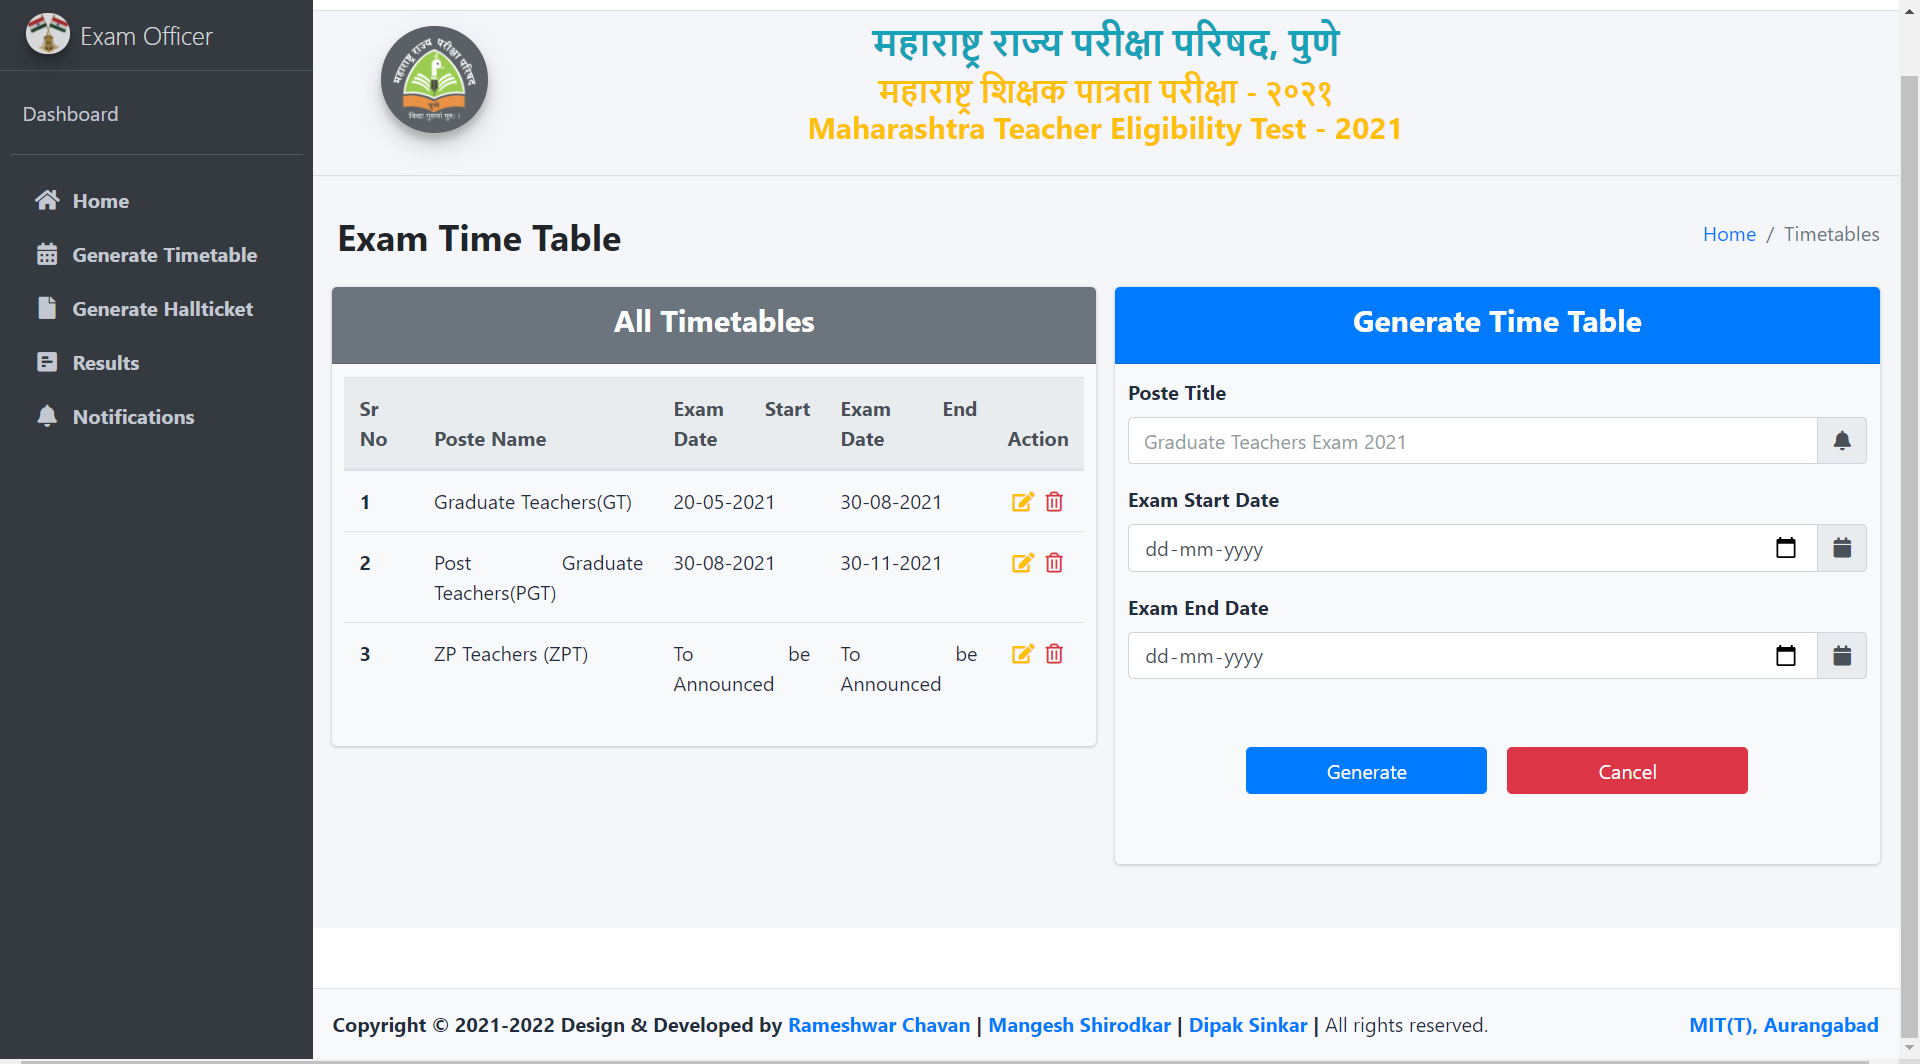 Exam Officer
Dashboard
Home
Generate Timetable
Generate Hallticket
Results
Notifications
महाराष्ट्र राज्य परीक्षा परिषद
पुणे
विद्या गुरुणां गुरुः ।
महाराष्ट्र राज्य परीक्षा परिषद, पुणे
महाराष्ट्र शिक्षक पात्रता परीक्षा - २०२१
Maharashtra Teacher Eligibility Test - 2021
Exam Time Table
Home / Timetables
All Timetables
Sr No Poste Name Exam Start Date Exam End Date Action
1 Graduate Teachers(GT) 20-05-2021 30-08-2021
2 Post Graduate Teachers(PGT) 30-08-2021 30-11-2021
3 ZP Teachers (ZPT) To be Announced To be Announced
Generate Time Table
Poste Title
Graduate Teachers Exam 2021
Exam Start Date
dd-mm-yyyy
Exam End Date
dd-mm-yyyy
Generate Cancel
Copyright © 2021-2022 Design & Developed by Rameshwar Chavan | Mangesh Shirodkar | Dipak Sinkar | All rights reserved.
MIT(T), Aurangabad